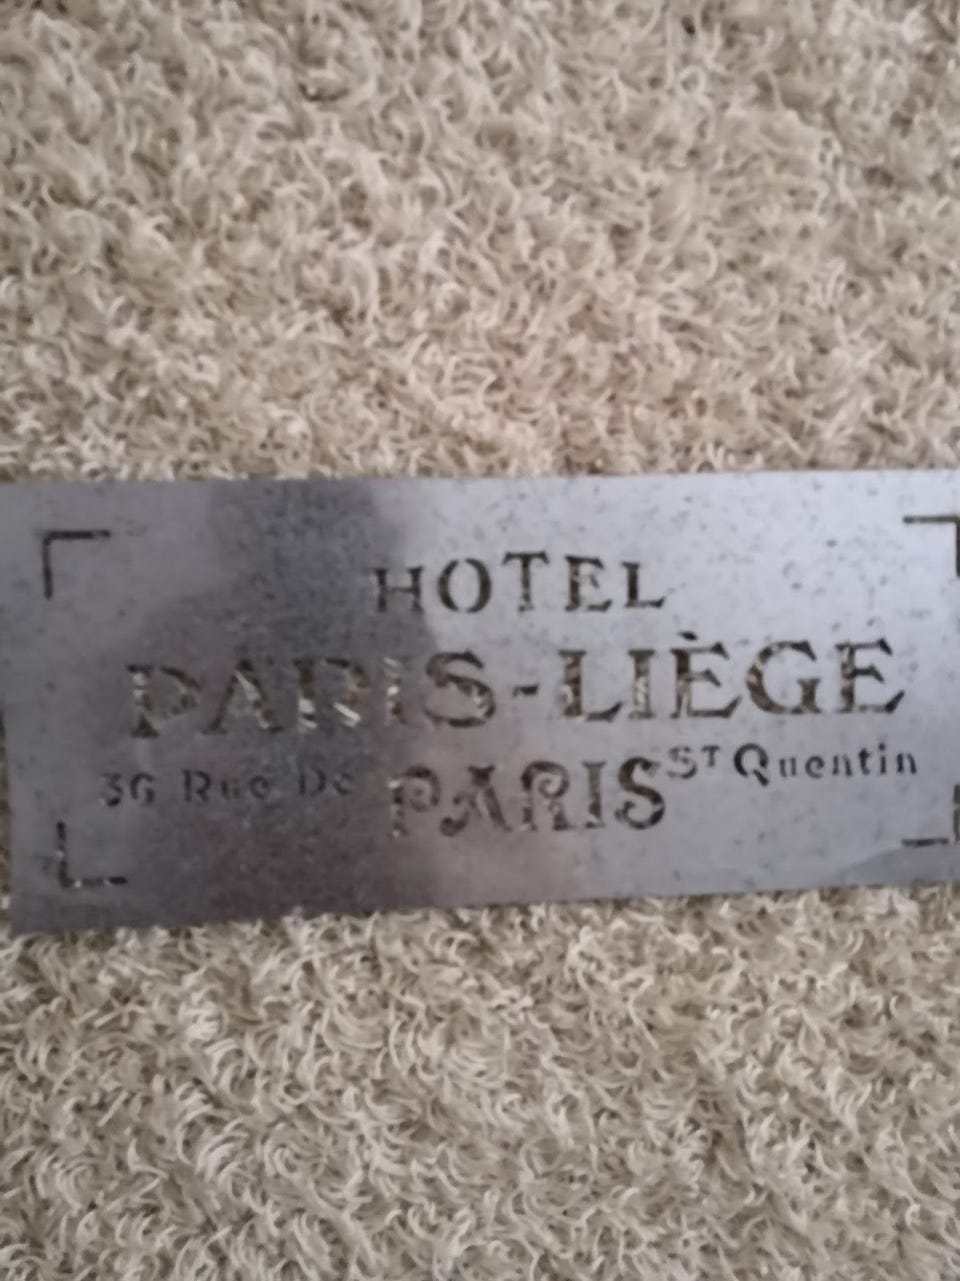 HOTEL
PARIS-LIÈGE
36 Rue De PARIS ST Quentin